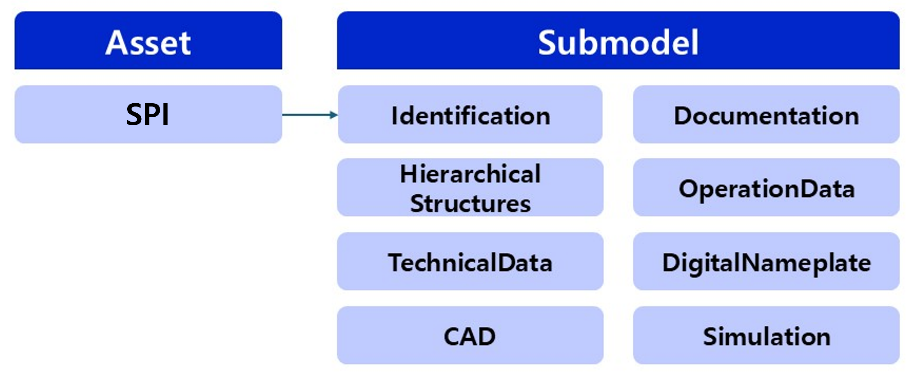 Asset
Submodel
SPI
Identification
Documentation
Hierarchical
Structures
OperationData
TechnicalData
DigitalNameplate
CAD
Simulation